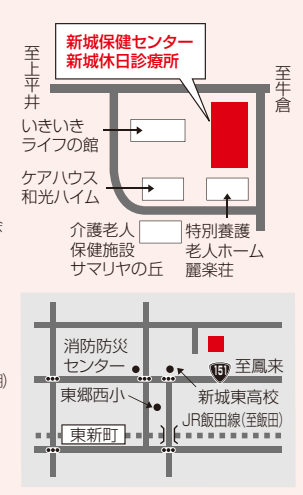 新城保健センター
新城休日診療所
至上平井
至牛倉
いきいき
ライフの館
ケアハウス
和光ハイム
介護老人
保健施設
サマリヤの丘
特別養護
老人ホーム
麗楽荘
消防防災
センター
151
至鳳来
東郷西小
新城東高校
JR飯田線(至飯田)
東新町